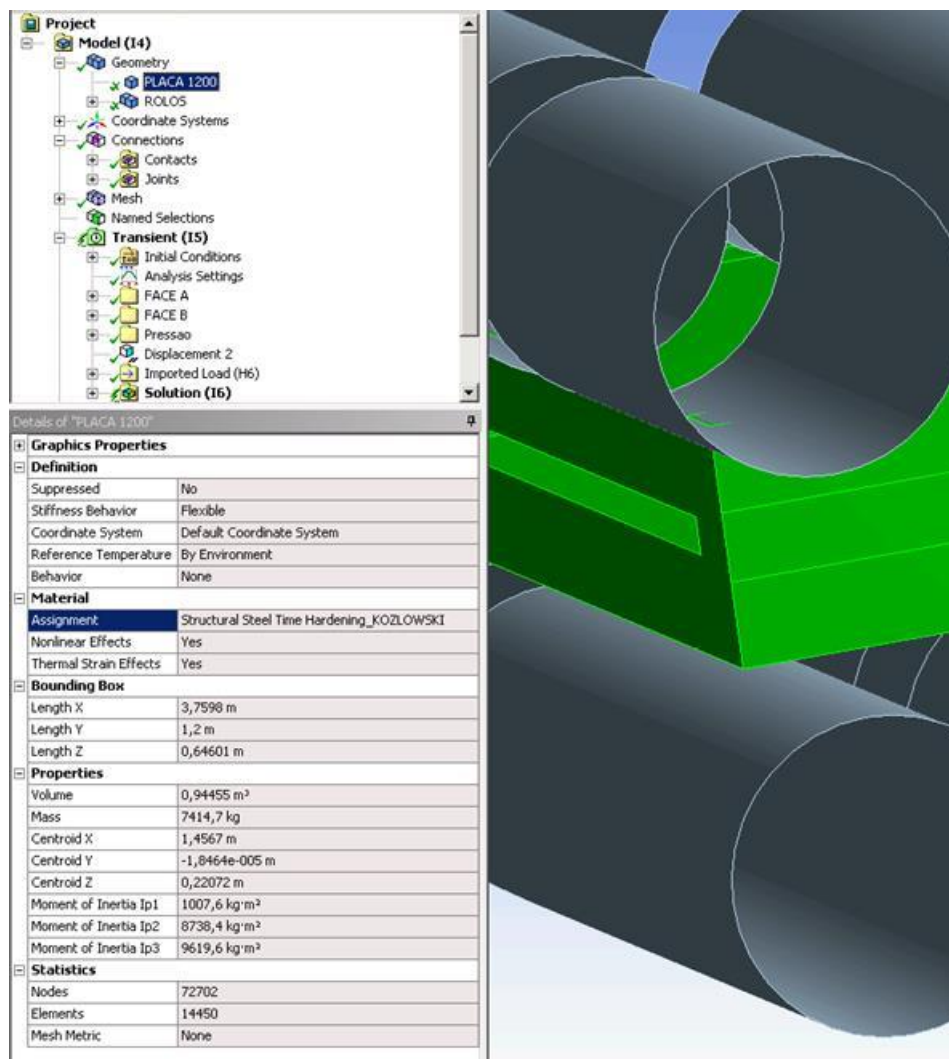 Project
Model (I4)
Geometry
PLACA 1200
ROLOS
Coordinate Systems
Connections
Contacts
Joints
Mesh
Named Selections
Transient (I5)
Initial Conditions
Analysis Settings
FACE A
FACE B
Pressao
Displacement 2
Imported Load (H6)
Solution (I6)
Details of "PLACA 1200"
Graphics Properties
Definition
Suppressed No
Stiffness Behavior Flexible
Coordinate System Default Coordinate System
Reference Temperature By Environment
Behavior None
Material
Assignment Structural Steel Time Hardening_KOZLOWSKI
Nonlinear Effects Yes
Thermal Strain Effects Yes
Bounding Box
Length X 3,7598 m
Length Y 1,2 m
Length Z 0,64601 m
Properties
Volume 0,94455 m³
Mass 7414,7 kg
Centroid X 1,4567 m
Centroid Y -1,8464e-005 m
Centroid Z 0,22072 m
Moment of Inertia Ip1 1007,6 kg·m²
Moment of Inertia Ip2 8738,4 kg·m²
Moment of Inertia Ip3 9619,6 kg·m²
Statistics
Nodes 72702
Elements 14450
Mesh Metric None